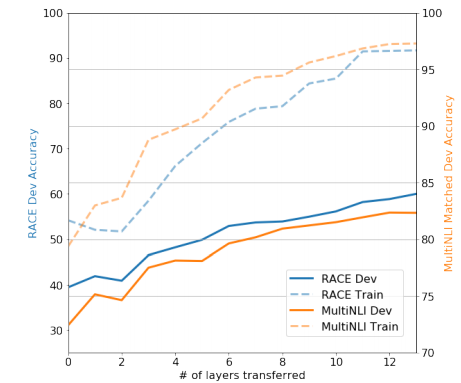 100
90
80
70
60
50
40
30
RACE Dev Accuracy
100
95
90
85
80
75
70
MultiNLI Matched Dev Accuracy
RACE Dev
RACE Train
MultiNLI Dev
MultiNLI Train
0 2 4 6 8 10 12
# of layers transferred